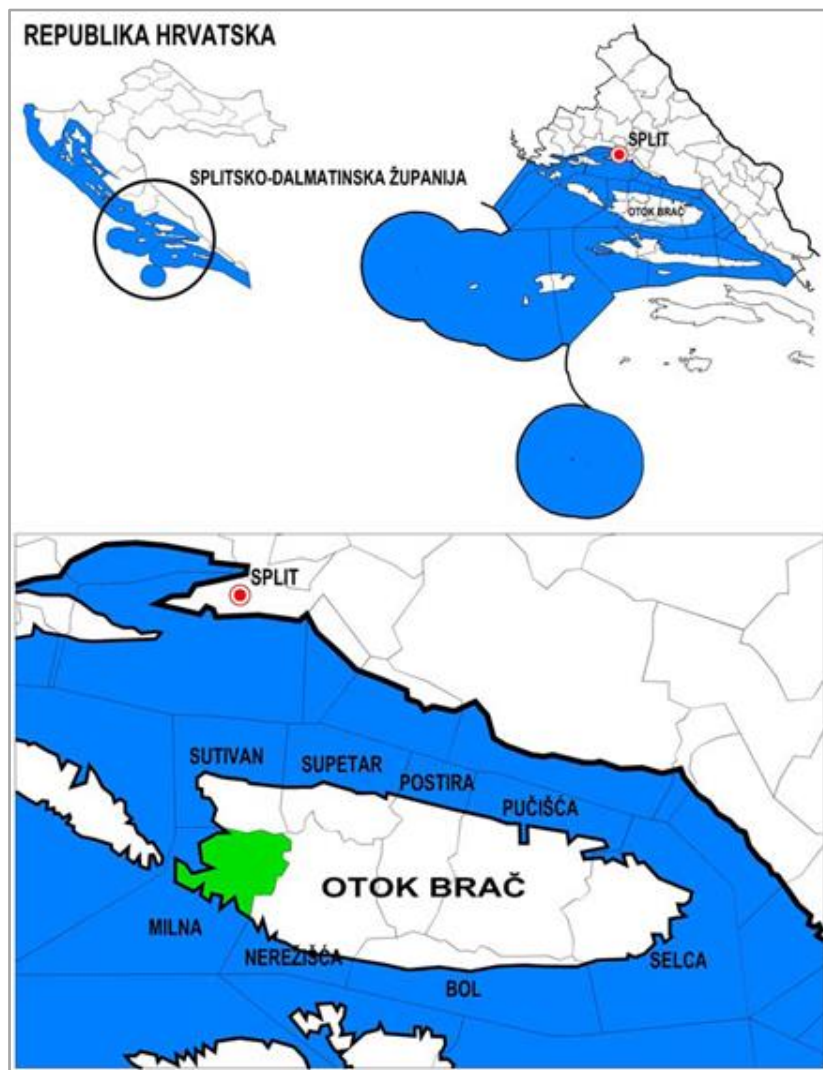 REPUBLIKA HRVATSKA
SPLIT
SPLITSKO-DALMATINSKA ŽUPANIJA
OTOK BRAČ
SPLIT
SUTIVAN
SUPETAR
POSTIRA
PUČIŠĆA
OTOK BRAČ
MILNA
NEREŽIŠĆA
SELCA
BOL